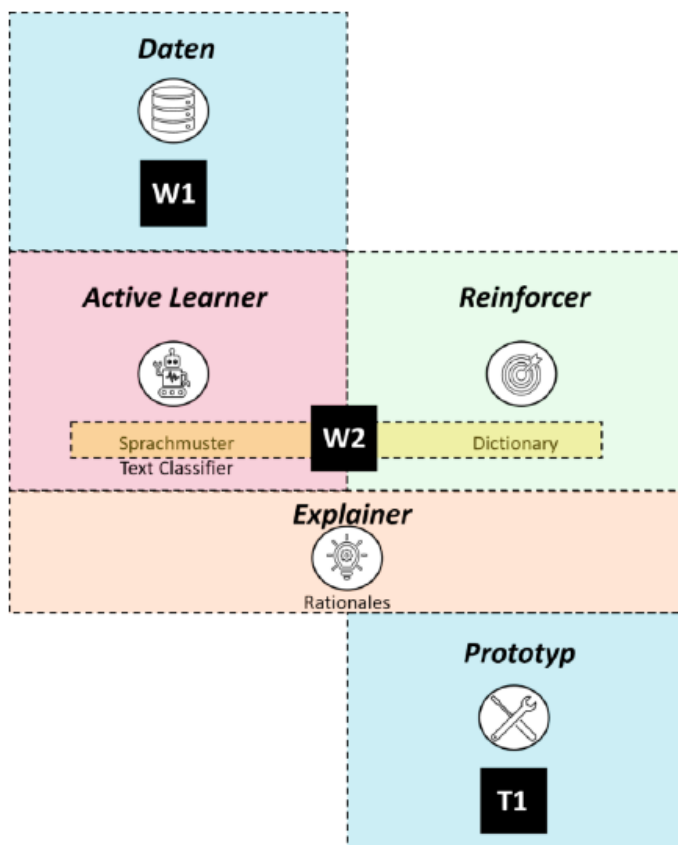 Daten
W1
Active Learner
Reinforcer
Sprachmuster
W2
Dictionary
Text Classifier
Explainer
Rationales
Prototyp
T1